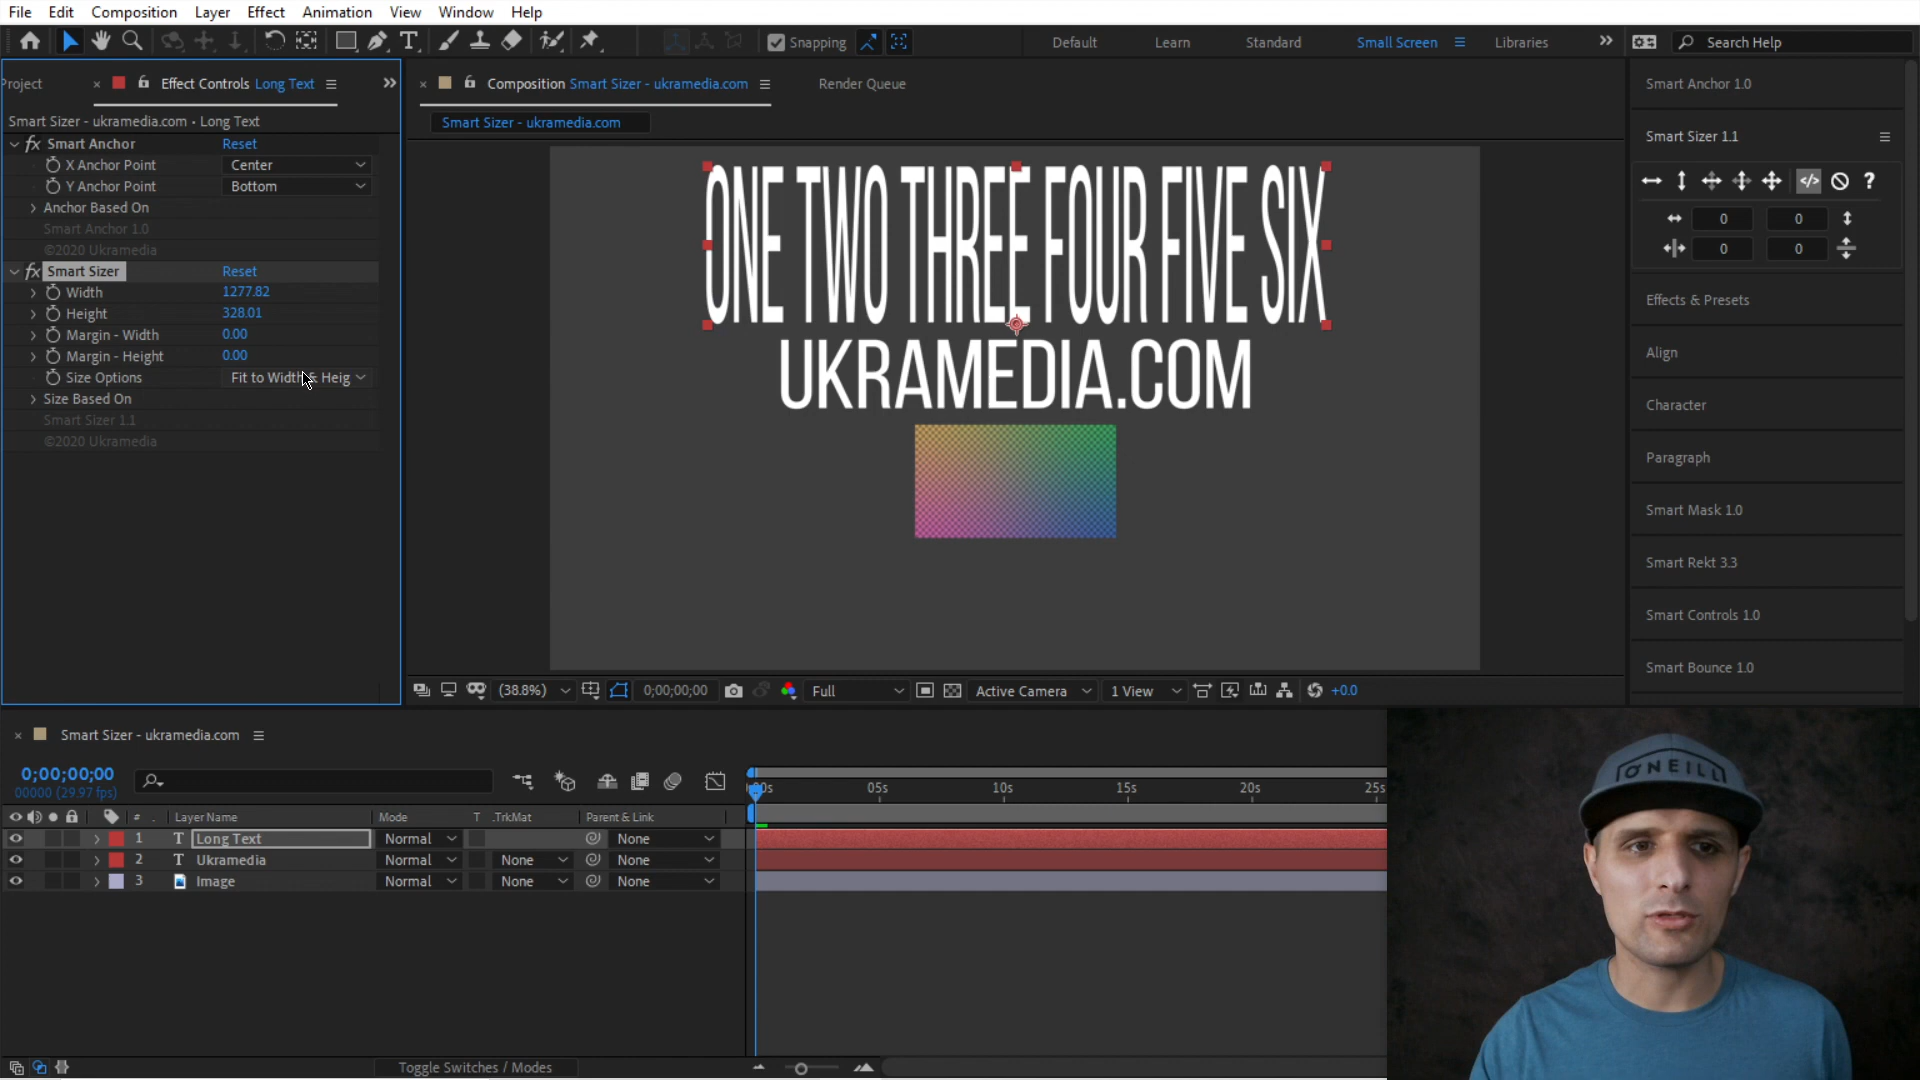 File Edit Composition Layer Effect Animation View Window Help
Snapping Default Learn Standard Small Screen Libraries Search Help
Project Effect Controls Long Text
Smart Sizer - ukramedia.com • Long Text
fx Smart Anchor Reset
X Anchor Point Center
Y Anchor Point Bottom
Anchor Based On
Smart Anchor 1.0
©2020 Ukramedia
fx Smart Sizer Reset
Width 1277.82
Height 328.01
Margin - Width 0.00
Margin - Height 0.00
Size Options Fit to Width & Heig
Size Based On
Smart Sizer 1.1
©2020 Ukramedia
Composition Smart Sizer - ukramedia.com Render Queue
Smart Sizer - ukramedia.com
ONE TWO THREE FOUR FIVE SIX
UKRAMEDIA.COM
(38.8%) 0;00;00;00 Full Active Camera 1 View +0.0
Smart Anchor 1.0
Smart Sizer 1.1
</> ?
0 0
0 0
Effects & Presets
Align
Character
Paragraph
Smart Mask 1.0
Smart Rekt 3.3
Smart Controls 1.0
Smart Bounce 1.0
Smart Sizer - ukramedia.com
0;00;00;00
00000 (29.97 fps)
00s 05s 10s 15s 20s 25s
# Layer Name Mode T .TrkMat Parent & Link
1 T Long Text Normal None
2 T Ukramedia Normal None None
3 Image Normal None None
Toggle Switches / Modes
O'NEILL